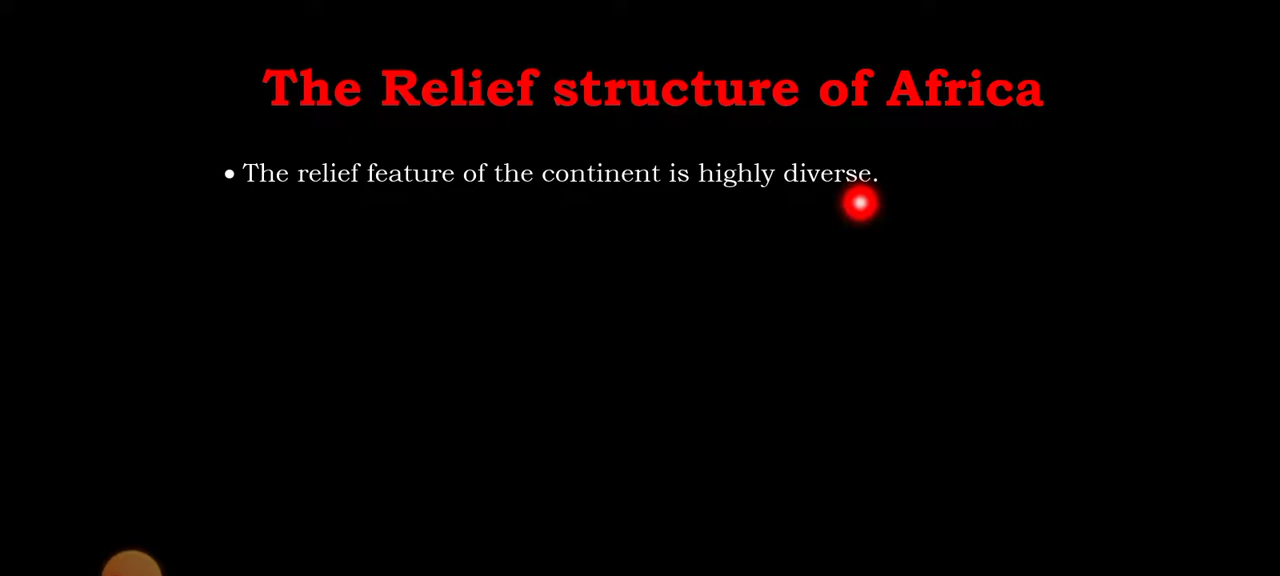 The Relief structure of Africa
• The relief feature of the continent is highly diverse.